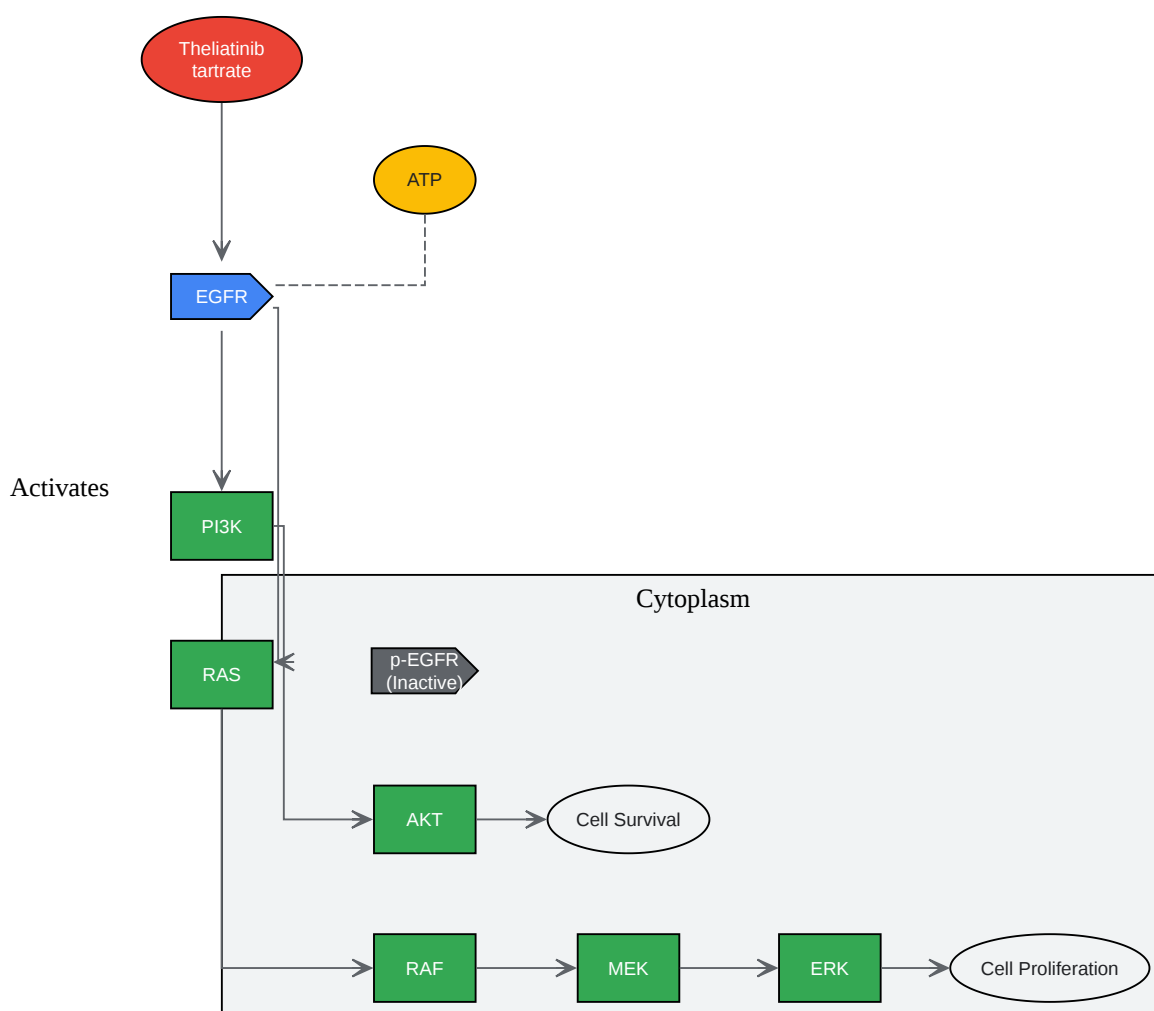 Theliatinib
tartrate
ATP
EGFR
Activates
PI3K
Cytoplasm
RAS
p-EGFR
(Inactive)
AKT
Cell Survival
RAF
MEK
ERK
Cell Proliferation